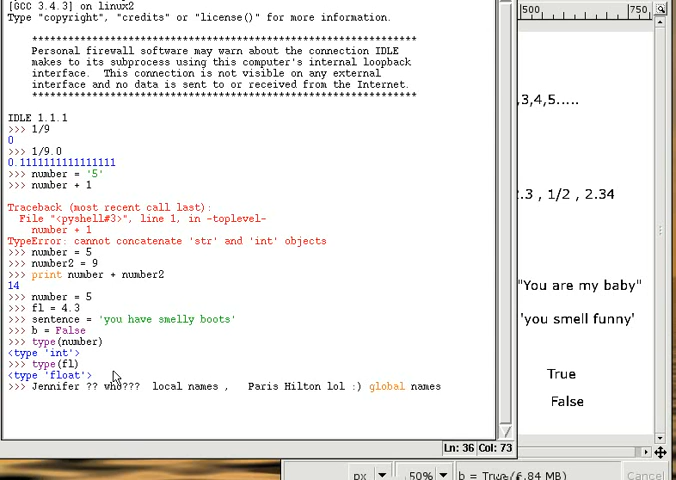 [GCC 3.4.3] on linux2
Type "copyright", "credits" or "license()" for more information.
****************************************************************
Personal firewall software may warn about the connection IDLE
makes to its subprocess using this computer's internal loopback
interface.  This connection is not visible on any external
interface and no data is sent to or received from the Internet.
****************************************************************
IDLE 1.1.1
>>> 1/9
0
>>> 1/9.0
0.1111111111111111
>>> number = '5'
>>> number + 1
Traceback (most recent call last):
File "<pyshell#3>", line 1, in -toplevel-
number + 1
TypeError: cannot concatenate 'str' and 'int' objects
>>> number = 5
>>> number2 = 9
>>> print number + number2
14
>>> number = 5
>>> fl = 4.3
>>> sentence = 'you have smelly boots'
>>> b = False
>>> type(number)
<type 'int'>
>>> type(fl)
<type 'float'>
>>> Jennifer ?? who???  local names ,   Paris Hilton lol :) global names
Ln: 36 Col: 73
500 750
,3,4,5.....
2.3 , 1/2 , 2.34
"You are my baby"
'you smell funny'
True
False
px 50% b = True (6.84 MB) Cancel